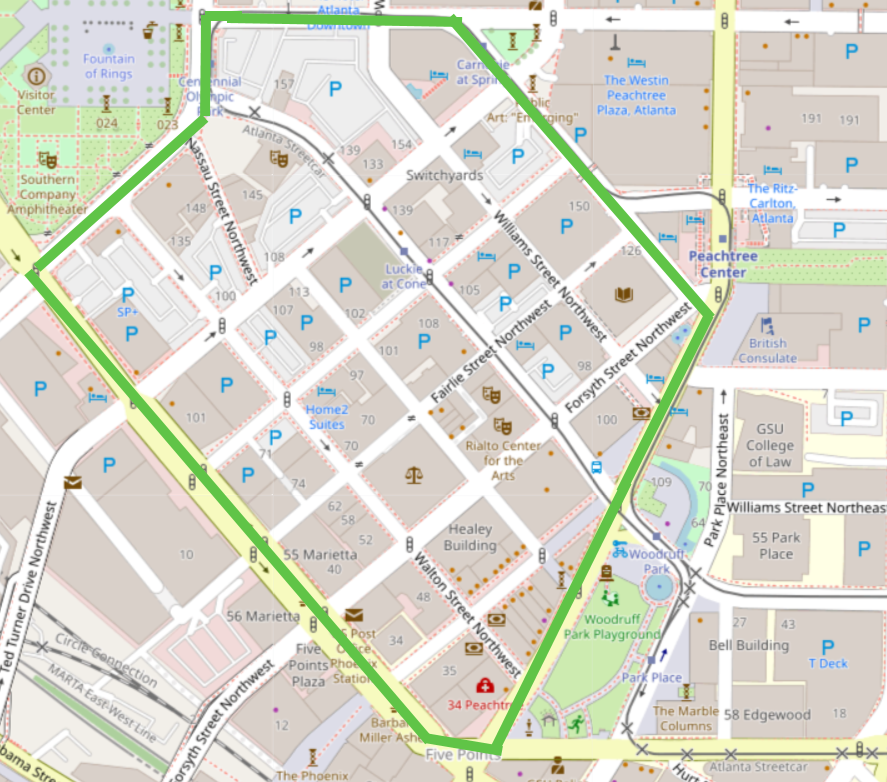 Atlanta
Downtown
Fountain
of Rings
Centennial
Olympic
Park
Carnegie
at Spring
Public
Art: "Emerging"
The Westin
Peachtree
Plaza, Atlanta
P
P
157
Visitor
Center
024
023
Atlanta Streetcar
139
133
154
Switchyards
P
P
191
191
P
Southern
Company
Amphitheater
Nassau Street Northwest
148
145
135
P
139
117
Williams Street Northwest
150
P
126
The Ritz-
Carlton,
Atlanta
P
Peachtree
Center
108
P
P
SP+
P
100
113
107
P
98
P
102
Luckie
at Cone
105
P
P
P
P
108
P
101
Fairlie Street Northwest
98
P
Forsyth Street Northwest
British
Consulate
P
P
P
101
97
Home2
Suites
70
70
71
P
P
74
Rialto Center
for the
Arts
100
7
P
GSU
College
of Law
P
Park Place Northeast
P
109
70
64
Williams Street Northeast
55 Park
Place
P
62
58
52
Healey
Building
10
55 Marietta
40
48
Walton Street Northwest
Woodruff
Park
Woodruff
Park Playground
Ted Turner Drive Northwest
Circle Connection
MARTA East-West Line
56 Marietta
Five
Points
Plaza
Post
Office
Phoenix
Station
34
35
34 Peachtree
Park Place
27
43
Bell Building
P
T Deck
The Marble
Columns
58 Edgewood
18
Forsyth Street Northwest
12
Barbara
Miller Ashe
Five Points
The Phoenix
Atlanta Streetcar